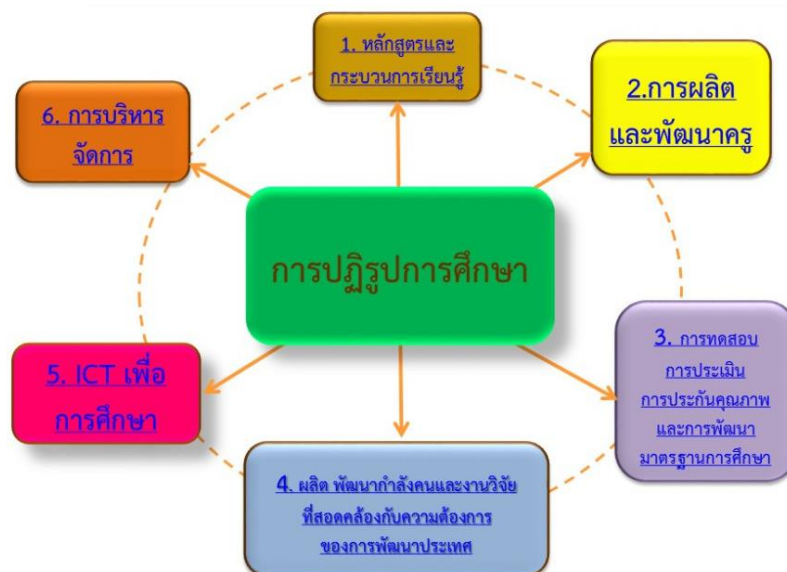 1. หลักสูตรและ
กระบวนการเรียนรู้
2.การผลิต
และพัฒนาครู
3. การทดสอบ
การประเมิน
การประกันคุณภาพ
และการพัฒนา
มาตรฐานการศึกษา
4. ผลิต พัฒนากำลังคนและงานวิจัย
ที่สอดคล้องกับความต้องการ
ของการพัฒนาประเทศ
5. ICT เพื่อ
การศึกษา
6. การบริหาร
จัดการ
การปฏิรูปการศึกษา